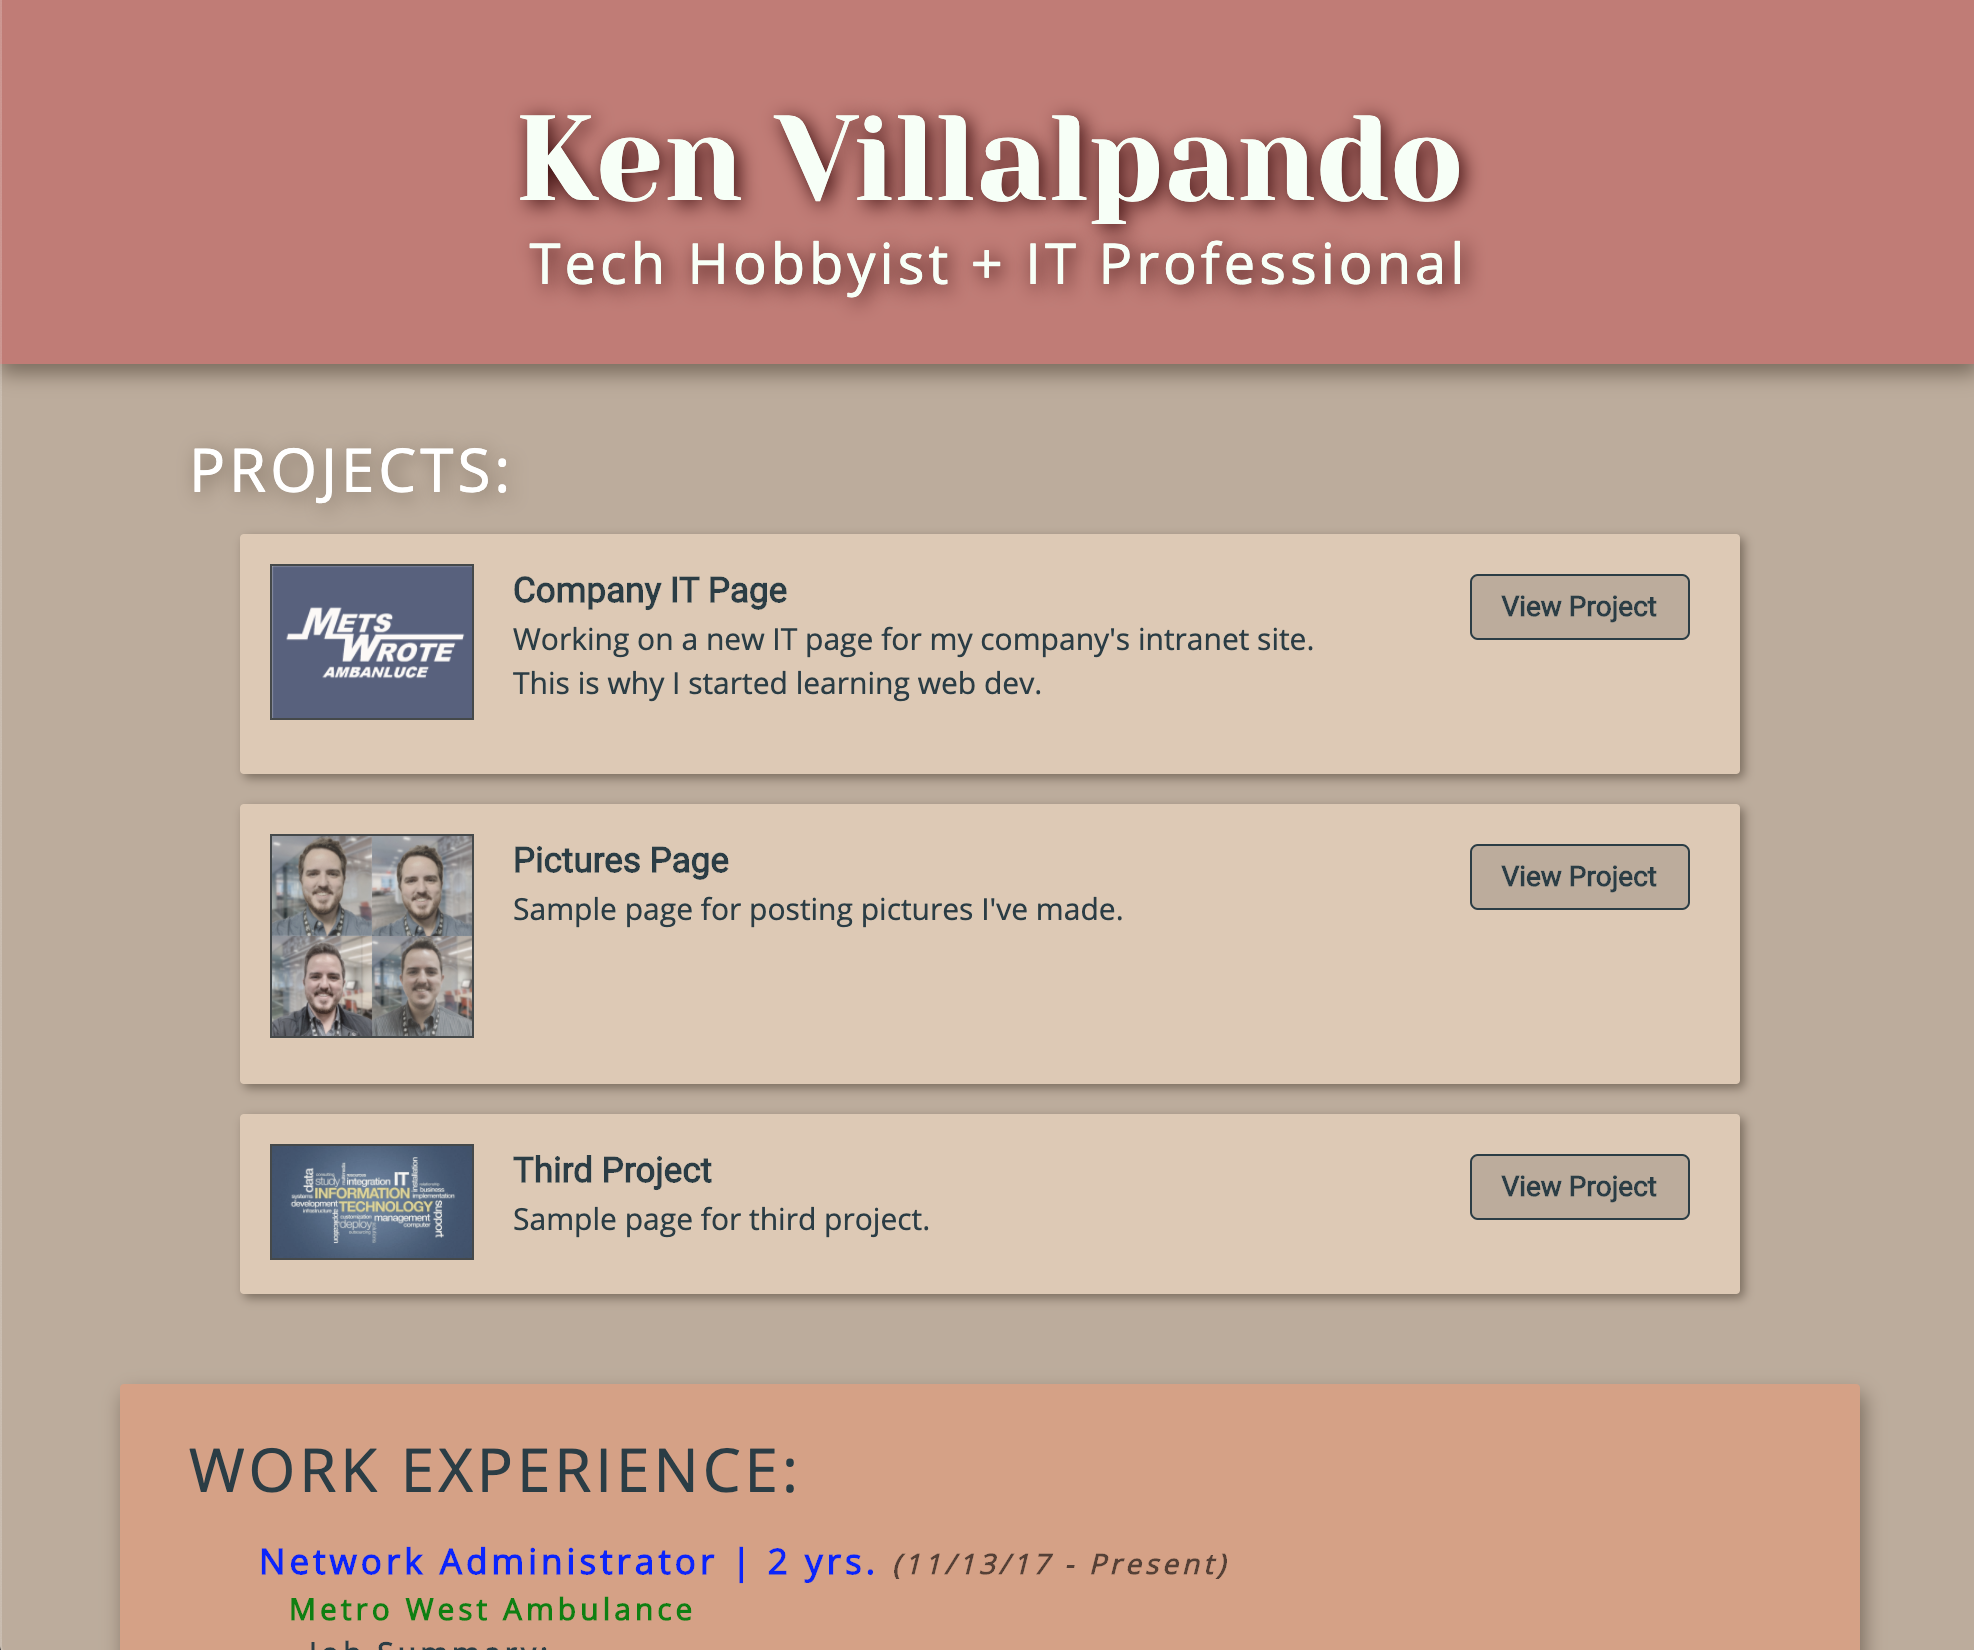 Ken Villalpando
Tech Hobbyist + IT Professional
PROJECTS:
METS
WROTE
AMBANLUCE
Company IT Page
Working on a new IT page for my company's intranet site.
This is why I started learning web dev.
View Project
Pictures Page
Sample page for posting pictures I've made.
View Project
data
study
integration
IT
installation
business
INFORMATION
implementation
development
TECHNOLOGY
support
management
deploy
computer
Third Project
Sample page for third project.
View Project
WORK EXPERIENCE:
Network Administrator | 2 yrs. (11/13/17 - Present)
Metro West Ambulance
Job Summary: